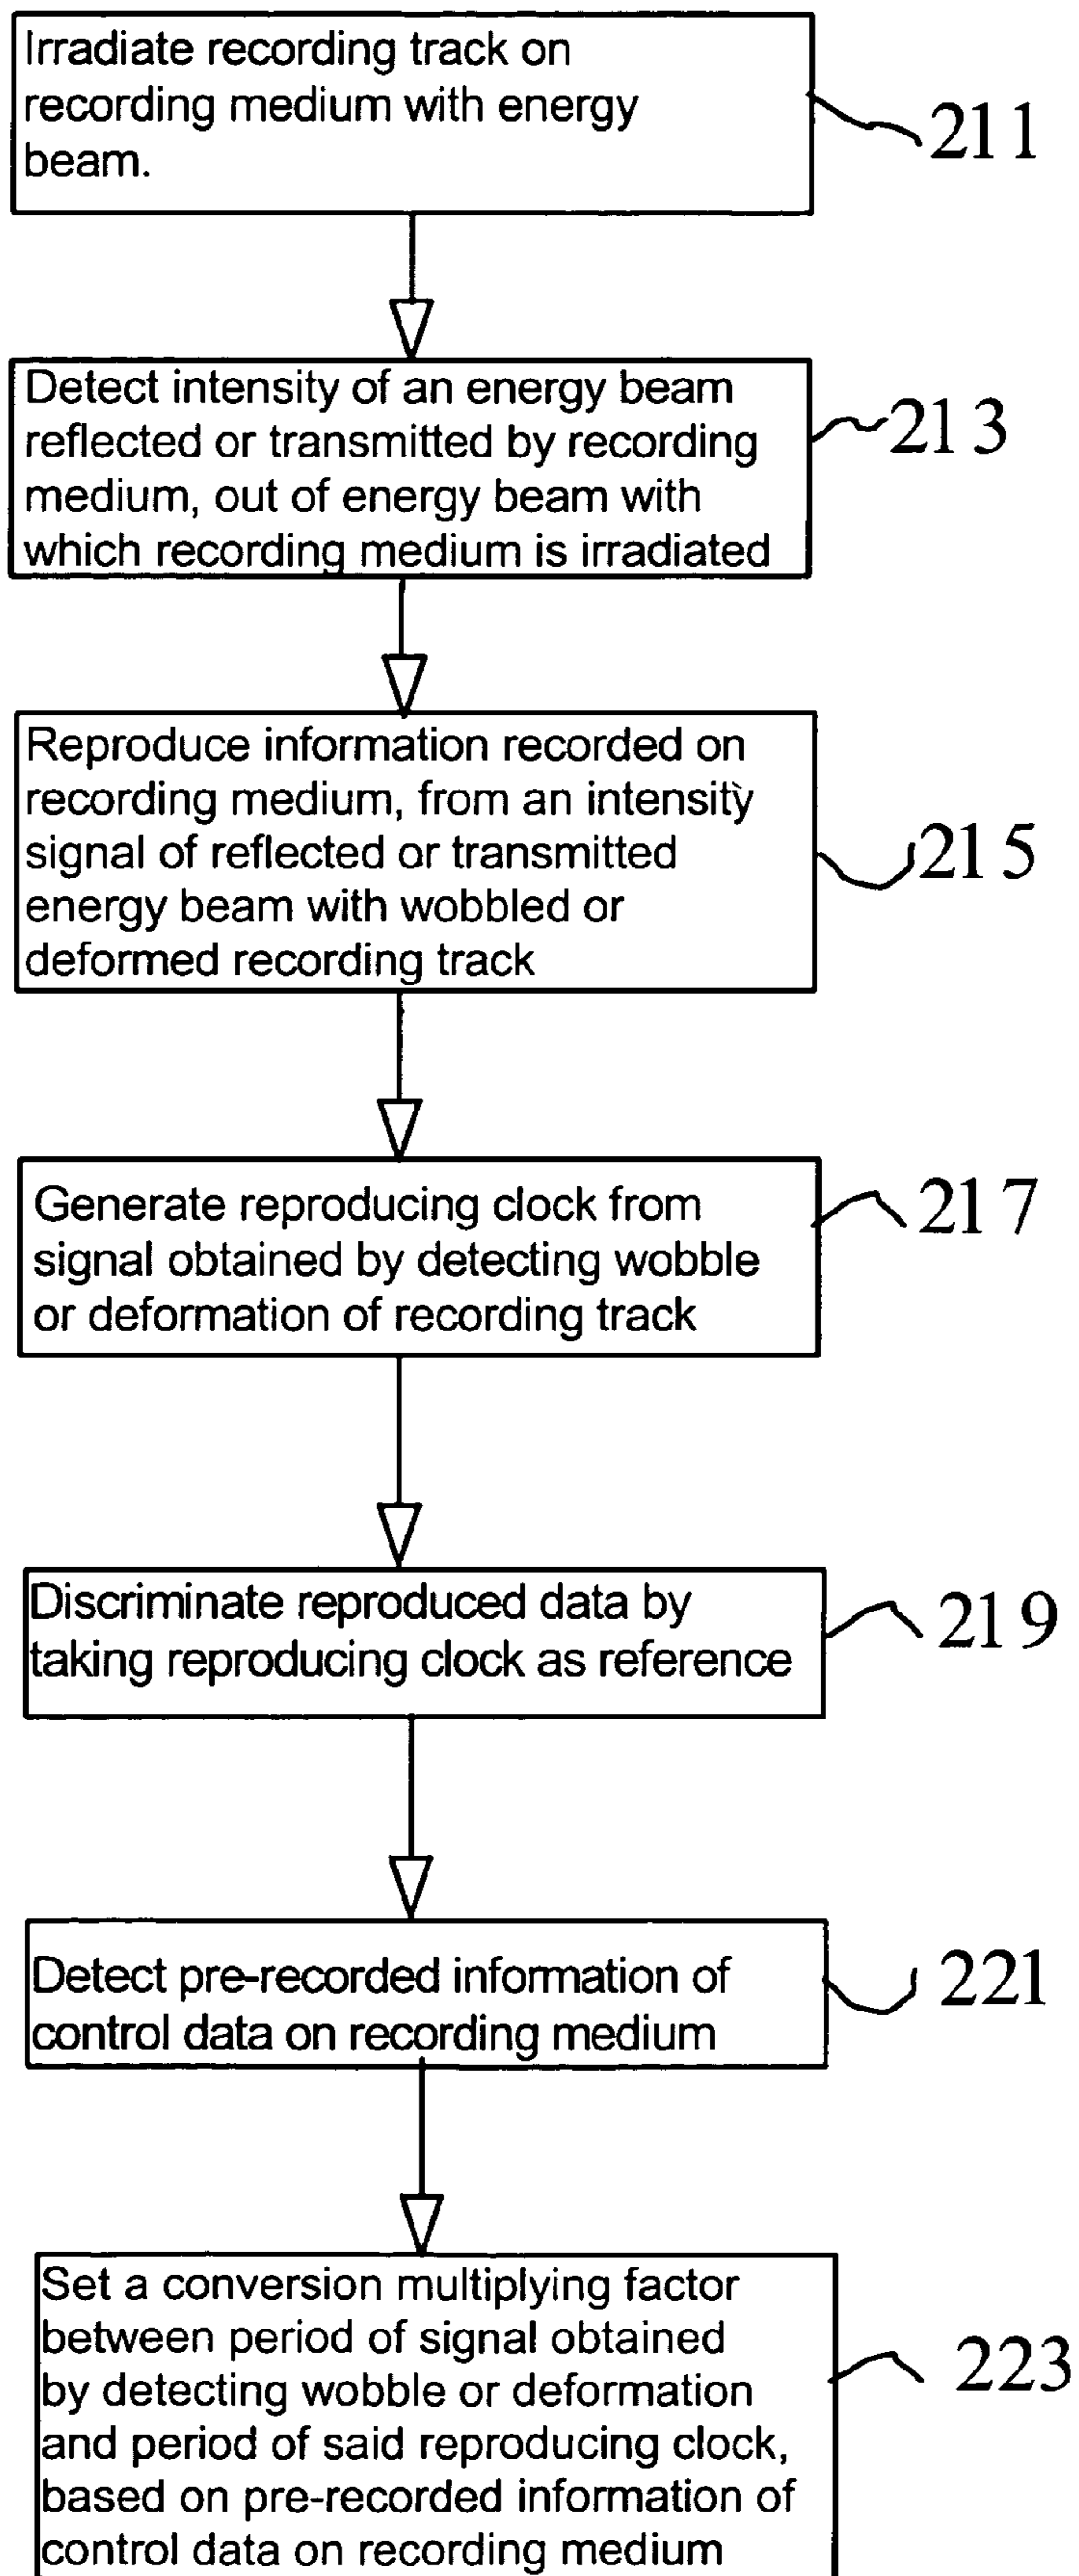 Irradiate recording track on
recording medium with energy
beam.
211
Detect intensity of an energy beam
reflected or transmitted by recording
medium, out of energy beam with
which recording medium is irradiated
213
Reproduce information recorded on
recording medium, from an intensity
signal of reflected or transmitted
energy beam with wobbled or
deformed recording track
215
Generate reproducing clock from
signal obtained by detecting wobble
or deformation of recording track
217
Discriminate reproduced data by
taking reproducing clock as reference
219
Detect pre-recorded information of
control data on recording medium
221
Set a conversion multiplying factor
between period of signal obtained
by detecting wobble or deformation
and period of said reproducing clock,
based on pre-recorded information of
control data on recording medium
223